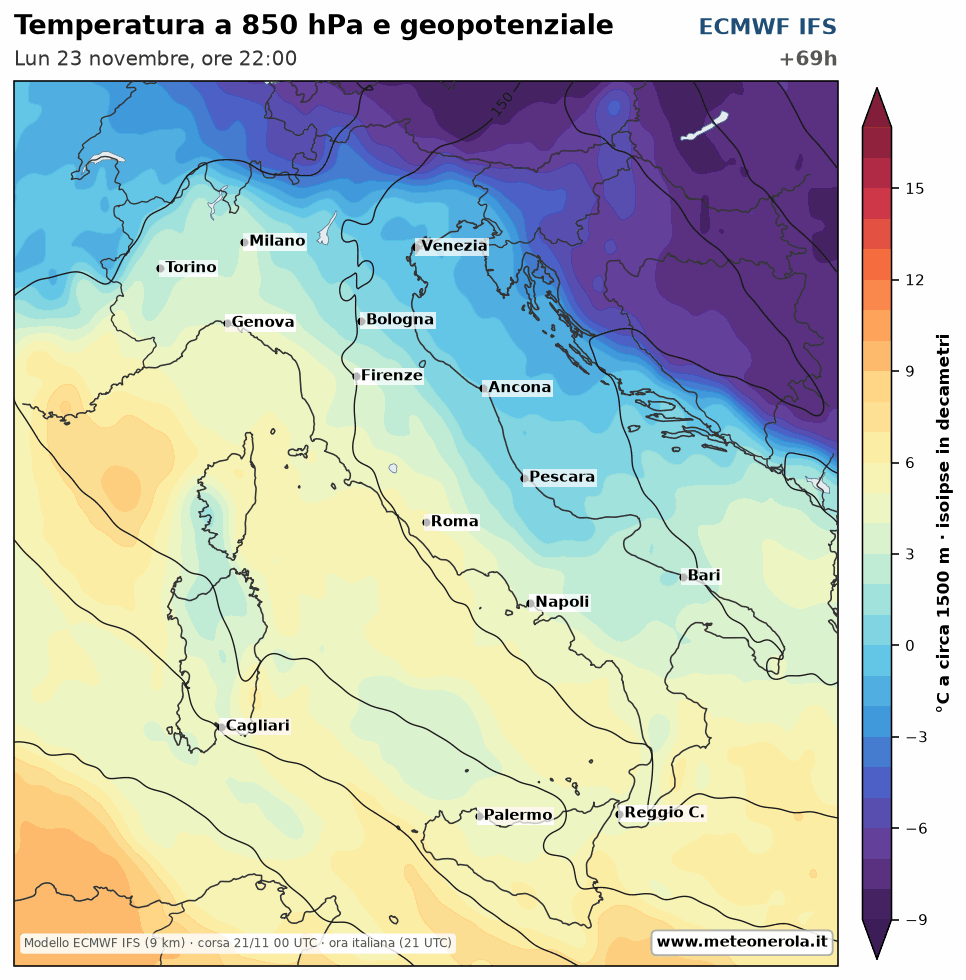 Temperatura a 850 hPa e geopotenziale
ECMWF IFS
Lun 23 novembre, ore 22:00
+69h
150
Milano
Venezia
Torino
Genova
Bologna
Firenze
Ancona
Pescara
Roma
Bari
Napoli
Cagliari
Palermo
Reggio C.
15
12
9
6
3
0
−3
−6
−9
°C a circa 1500 m · isoipse in decametri
Modello ECMWF IFS (9 km) · corsa 21/11 00 UTC · ora italiana (21 UTC)
www.meteonerola.it